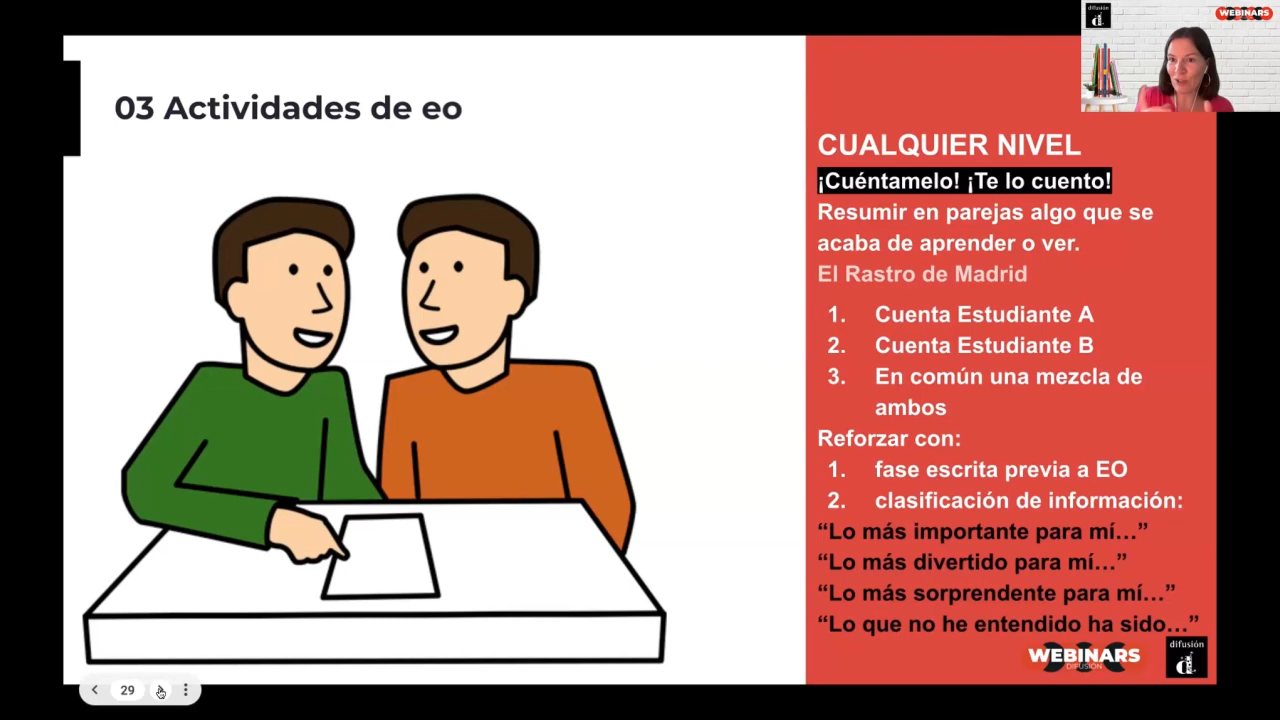 difusión
WEBINARS
03 Actividades de eo
CUALQUIER NIVEL
¡Cuéntamelo! ¡Te lo cuento!
Resumir en parejas algo que se
acaba de aprender o ver.
El Rastro de Madrid
1. Cuenta Estudiante A
2. Cuenta Estudiante B
3. En común una mezcla de
ambos
Reforzar con:
1. fase escrita previa a EO
2. clasificación de información:
“Lo más importante para mí…”
“Lo más divertido para mí…”
“Lo más sorprendente para mí…”
“Lo que no he entendido ha sido…”
WEBINARS
DIFUSIÓN
difusión
29